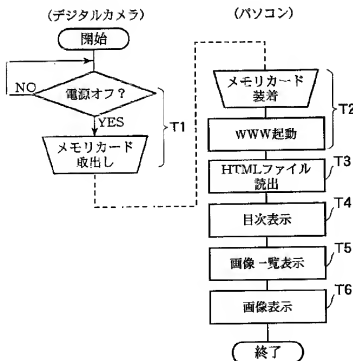 (デジタルカメラ)
開始
NO
電源オフ?
YES
T1
メモリカード
取出し
(パソコン)
メモリカード
装着
T2
WWW起動
T3
HTMLファイル
読出
T4
目次表示
T5
画像一覧表示
T6
画像表示
終了